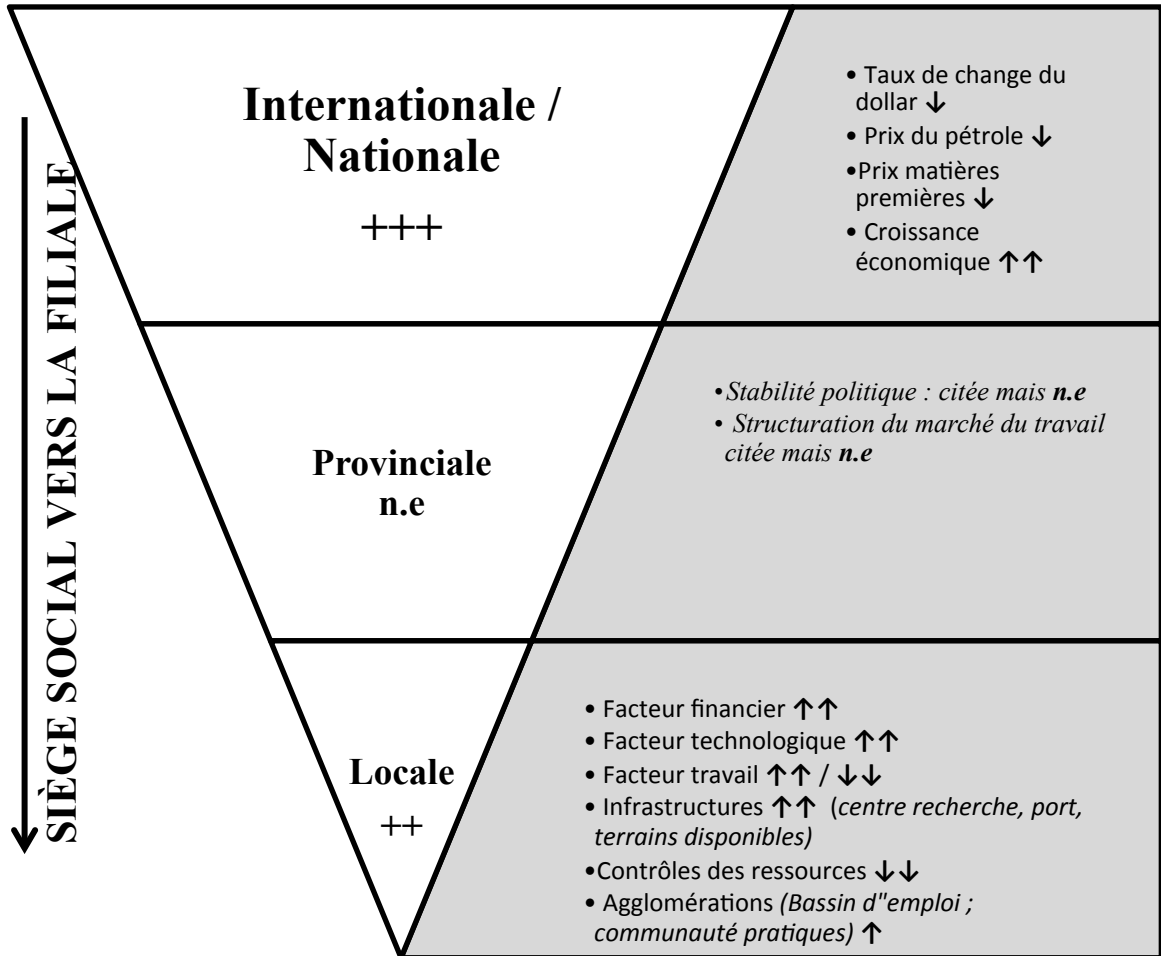 SIÈGE SOCIAL VERS LA FILIALE
Internationale /
Nationale
+++
• Taux de change du
dollar ↓
• Prix du pétrole ↓
•Prix matières
premières ↓
• Croissance
économique ↑↑
Provinciale
n.e
•Stabilité politique : citée mais n.e
• Structuration du marché du travail
citée mais n.e
Locale
++
• Facteur financier ↑↑
• Facteur technologique ↑↑
• Facteur travail ↑↑ / ↓↓
• Infrastructures ↑↑ (centre recherche, port,
terrains disponibles)
•Contrôles des ressources ↓↓
• Agglomérations (Bassin d"emploi ;
communauté pratiques) ↑